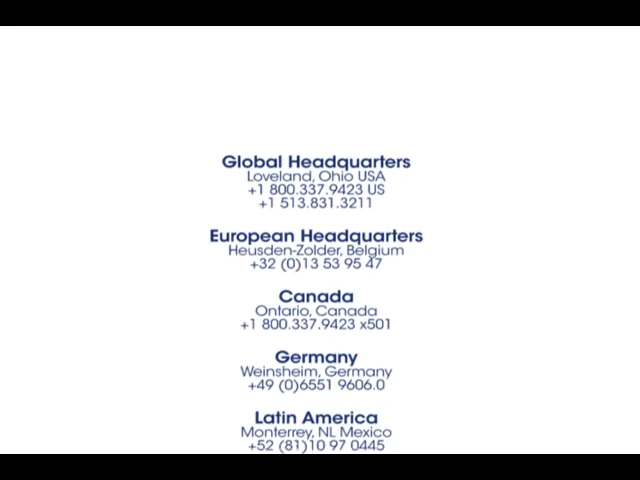 Global Headquarters
Loveland, Ohio USA
+1 800.337.9423 US
+1 513.831.3211
European Headquarters
Heusden-Zolder, Belgium
+32 (0)13 53 95 47
Canada
Ontario, Canada
+1 800.337.9423 x501
Germany
Weinsheim, Germany
+49 (0)6551 9606.0
Latin America
Monterrey, NL Mexico
+52 (81)10 97 0445